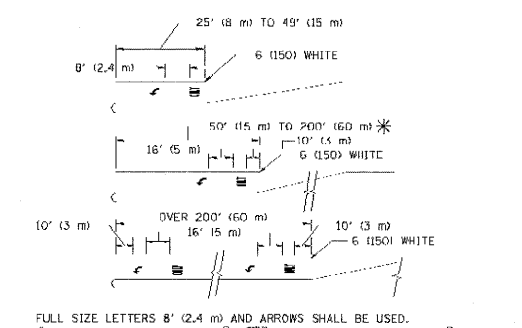 25' (8 m) TO 49' (15 m)
6 (150) WHITE
8' (2.4 m)
50' (15 m) TO 200' (60 m) ✳
10' (3 m)
16' (5 m)
6 (150) WHITE
OVER 200' (60 m)
10' (3 m)
16' (5 m)
10' (3 m)
6 (150) WHITE
FULL SIZE LETTERS 8' (2.4 m) AND ARROWS SHALL BE USED.